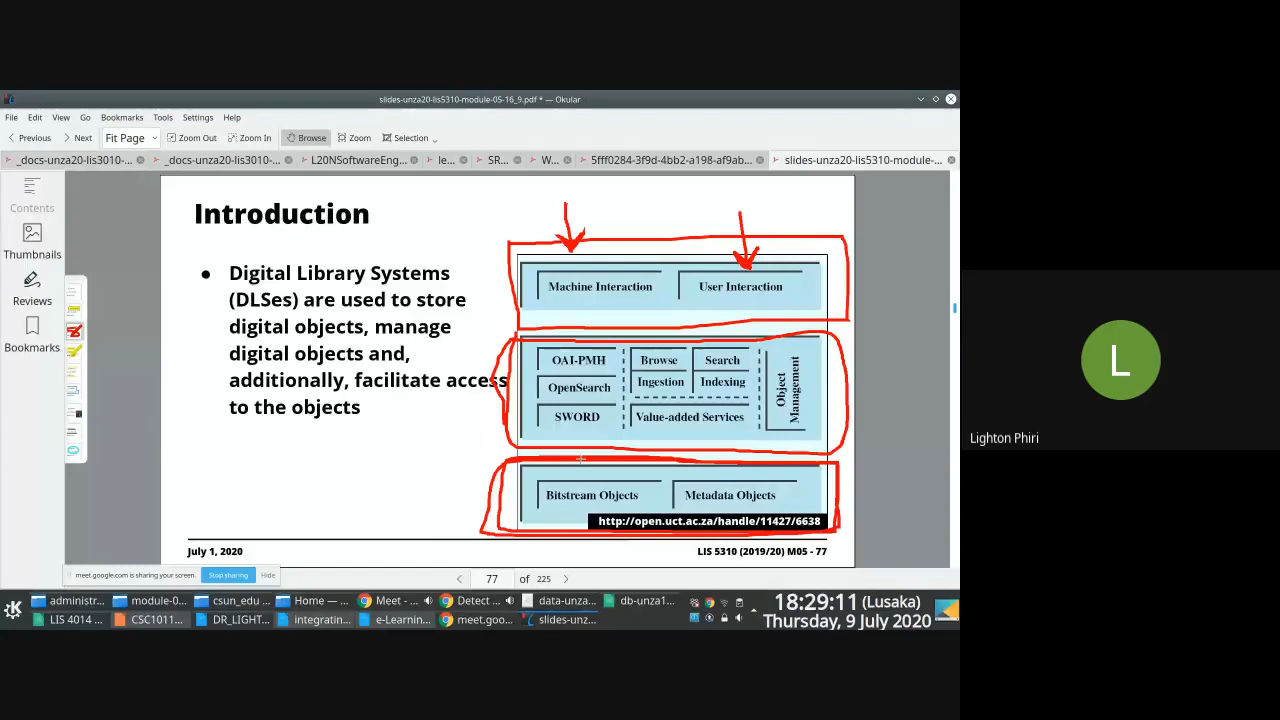 slides-unza20-lis5310-module-05-16_9.pdf * — Okular
File Edit View Go Bookmarks Tools Settings Help
Previous Next Fit Page Zoom Out Zoom In Browse Zoom Selection
_docs-unza20-lis3010-... _docs-unza20-lis3010-... L20NSoftwareEng... le... SR... W... 5fff0284-3f9d-4bb2-a198-af9ab... slides-unza20-lis5310-module-...
Contents
Thumbnails
Reviews
Bookmarks
Introduction
● Digital Library Systems
(DLSes) are used to store
digital objects, manage
digital objects and,
additionally, facilitate access
to the objects
Machine Interaction User Interaction
OAI-PMH Browse Search
OpenSearch Ingestion Indexing
SWORD Value-added Services
Object
Management
Bitstream Objects Metadata Objects
http://open.uct.ac.za/handle/11427/6638
July 1, 2020 LIS 5310 (2019/20) M05 - 77
meet.google.com is sharing your screen. Stop sharing Hide
77 of 225
administr... module-0... csun_edu ... Home — ... Meet - ... Detect ... data-unza... db-unza1...
LIS 4014 ... CSC1011... DR_LIGHT... integratin... e-Learnin... meet.goo... slides-unz...
18:29:11 (Lusaka)
Thursday, 9 July 2020
L
Lighton Phiri